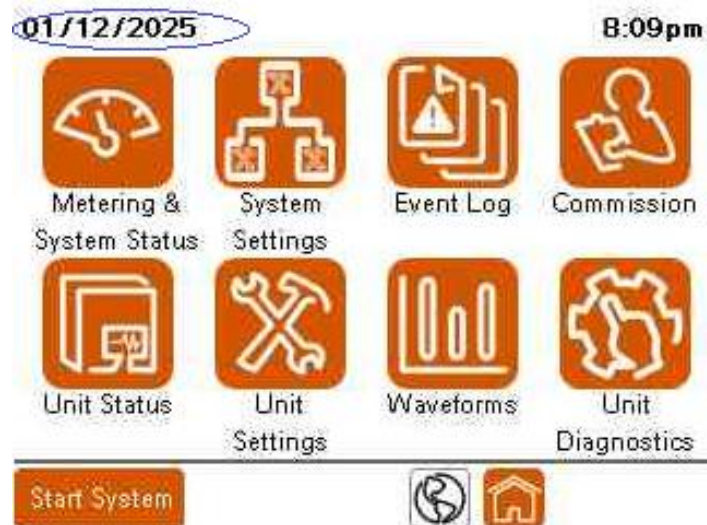 01/12/2025 8:09pm
Metering & System Status
System Settings
Event Log
Commission
Unit Status
Unit Settings
Waveforms
Unit Diagnostics
Start System